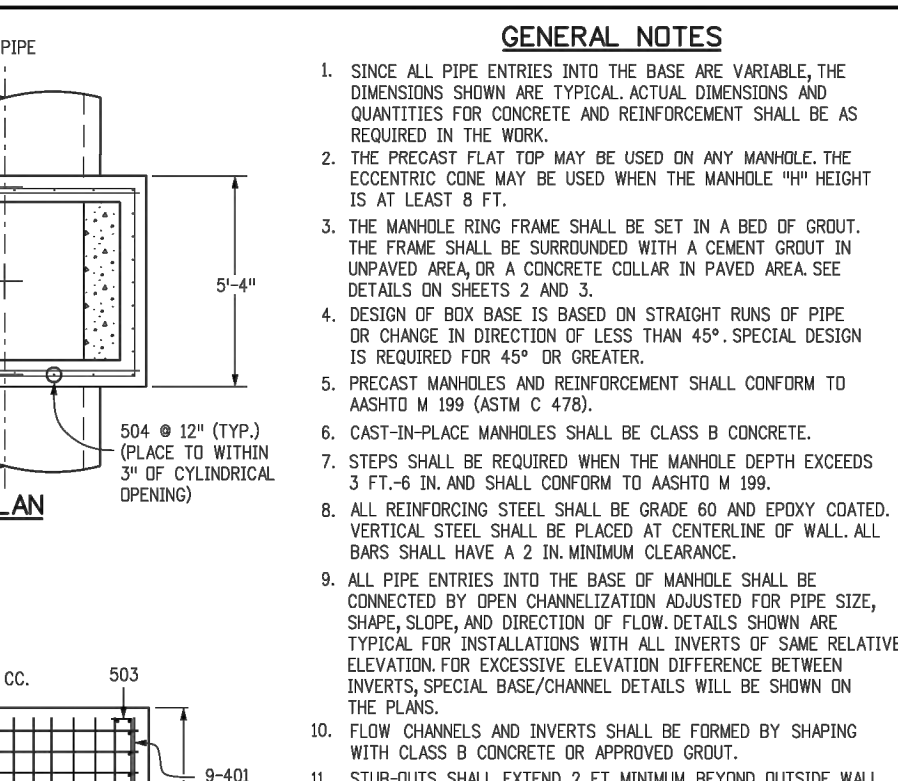 PIPE
5'-4"
504 @ 12" (TYP.)
(PLACE TO WITHIN
3" OF CYLINDRICAL
OPENING)
LAN
CC.
503
9-401
GENERAL NOTES
1. SINCE ALL PIPE ENTRIES INTO THE BASE ARE VARIABLE, THE
DIMENSIONS SHOWN ARE TYPICAL. ACTUAL DIMENSIONS AND
QUANTITIES FOR CONCRETE AND REINFORCEMENT SHALL BE AS
REQUIRED IN THE WORK.
2. THE PRECAST FLAT TOP MAY BE USED ON ANY MANHOLE. THE
ECCENTRIC CONE MAY BE USED WHEN THE MANHOLE "H" HEIGHT
IS AT LEAST 8 FT.
3. THE MANHOLE RING FRAME SHALL BE SET IN A BED OF GROUT.
THE FRAME SHALL BE SURROUNDED WITH A CEMENT GROUT IN
UNPAVED AREA, OR A CONCRETE COLLAR IN PAVED AREA. SEE
DETAILS ON SHEETS 2 AND 3.
4. DESIGN OF BOX BASE IS BASED ON STRAIGHT RUNS OF PIPE
OR CHANGE IN DIRECTION OF LESS THAN 45°. SPECIAL DESIGN
IS REQUIRED FOR 45° OR GREATER.
5. PRECAST MANHOLES AND REINFORCEMENT SHALL CONFORM TO
AASHTO M 199 (ASTM C 478).
6. CAST-IN-PLACE MANHOLES SHALL BE CLASS B CONCRETE.
7. STEPS SHALL BE REQUIRED WHEN THE MANHOLE DEPTH EXCEEDS
3 FT.-6 IN. AND SHALL CONFORM TO AASHTO M 199.
8. ALL REINFORCING STEEL SHALL BE GRADE 60 AND EPOXY COATED.
VERTICAL STEEL SHALL BE PLACED AT CENTERLINE OF WALL. ALL
BARS SHALL HAVE A 2 IN. MINIMUM CLEARANCE.
9. ALL PIPE ENTRIES INTO THE BASE OF MANHOLE SHALL BE
CONNECTED BY OPEN CHANNELIZATION ADJUSTED FOR PIPE SIZE,
SHAPE, SLOPE, AND DIRECTION OF FLOW. DETAILS SHOWN ARE
TYPICAL FOR INSTALLATIONS WITH ALL INVERTS OF SAME RELATIVE
ELEVATION. FOR EXCESSIVE ELEVATION DIFFERENCE BETWEEN
INVERTS, SPECIAL BASE/CHANNEL DETAILS WILL BE SHOWN ON
THE PLANS.
10. FLOW CHANNELS AND INVERTS SHALL BE FORMED BY SHAPING
WITH CLASS B CONCRETE OR APPROVED GROUT.
11. STUB-OUTS SHALL EXTEND 2 FT. MINIMUM BEYOND OUTSIDE WALL